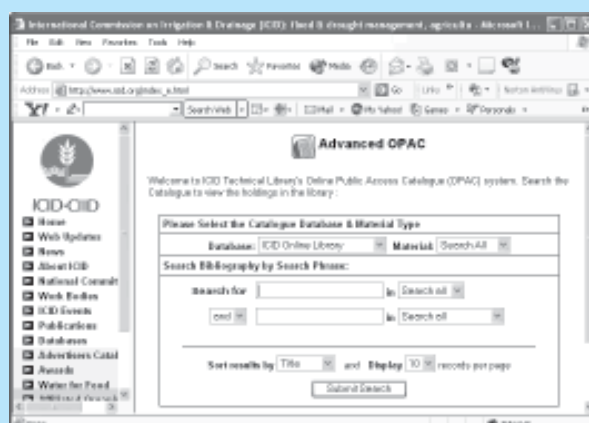 International Commission on Irrigation & Drainage (ICID): flood & drought management, agricultu - Microsoft I...
File Edit View Favorites Tools Help
Back Search Favorites Media
Address http://www.icid.org/index_e.html Go Links Norton AntiVirus
Y! Search Web Mail My Yahoo! Games Personals
Advanced OPAC
Welcome to ICID Technical Library's Online Public Access Catalogue (OPAC) system. Search the
Catalogue to view the holdings in the library :
ICID-CIID
Home
Web Updates
News
About ICID
National Committ
Work Bodies
ICID Events
Publications
Databases
Advertisers Catal
Awards
Water for Food
Please Select the Catalogue Database & Material Type
Database: ICID Online Library Material: Search All
Search Bibliography by Search Phrase:
Search for in Search all
and in Search all
Sort results by Title and Display 10 records per page
Submit Search